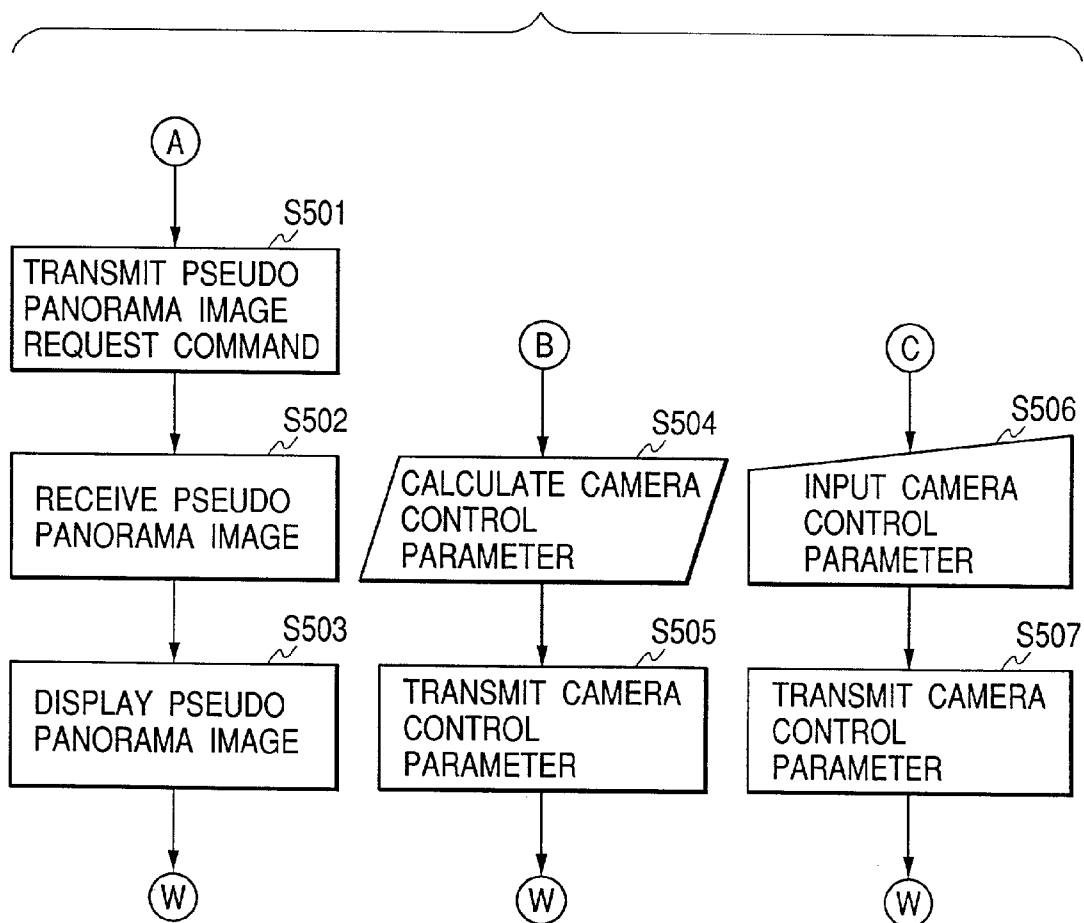 A
S501
TRANSMIT PSEUDO
PANORAMA IMAGE
REQUEST COMMAND
S502
RECEIVE PSEUDO
PANORAMA IMAGE
S503
DISPLAY PSEUDO
PANORAMA IMAGE
W
B
S504
CALCULATE CAMERA
CONTROL
PARAMETER
S505
TRANSMIT CAMERA
CONTROL
PARAMETER
W
C
S506
INPUT CAMERA
CONTROL
PARAMETER
S507
TRANSMIT CAMERA
CONTROL
PARAMETER
W